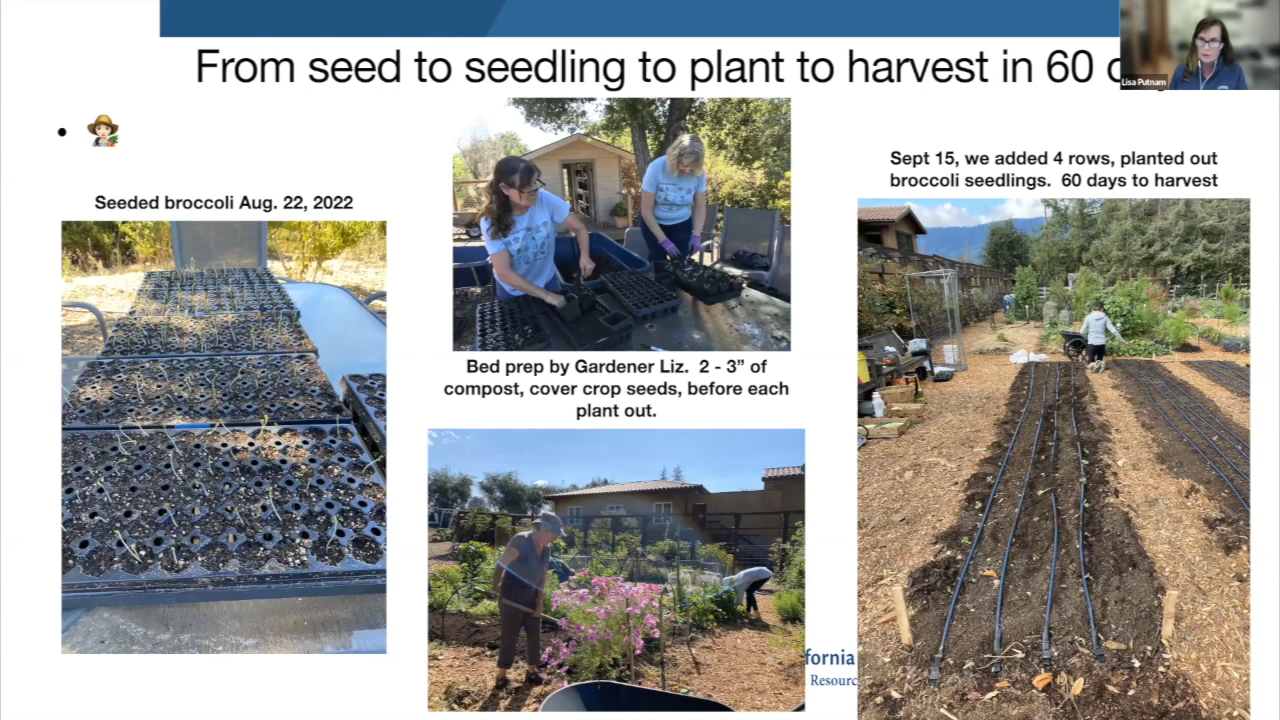 From seed to seedling to plant to harvest in 60
Lisa Putnam
Seeded broccoli Aug. 22, 2022
Bed prep by Gardener Liz. 2 - 3” of
compost, cover crop seeds, before each
plant out.
Sept 15, we added 4 rows, planted out
broccoli seedlings. 60 days to harvest
fornia
Resourc